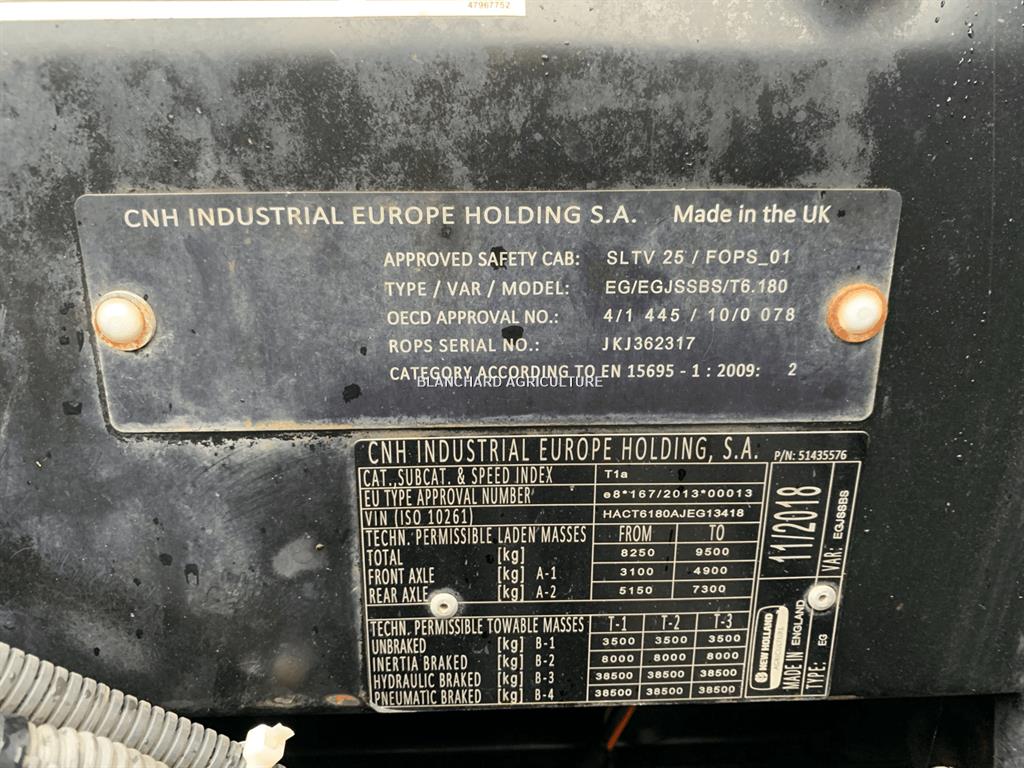 47967752
CNH INDUSTRIAL EUROPE HOLDING S.A. Made in the UK
APPROVED SAFETY CAB: SLTV 25 / FOPS_01
TYPE / VAR / MODEL: EG/EGJSSBS/T6.180
OECD APPROVAL NO.: 4/1 445 / 10/0 078
ROPS SERIAL NO.: JKJ362317
CATEGORY ACCORDING TO EN 15695 - 1 : 2009: 2
BLANCHARD AGRICULTURE
CNH INDUSTRIAL EUROPE HOLDING, S.A. P/N: 51435576
CAT.,SUBCAT. & SPEED INDEX T1a
EU TYPE APPROVAL NUMBER e8*167/2013*00013
VIN (ISO 10261) HACT6180AJEG13418
TECHN. PERMISSIBLE LADEN MASSES FROM TO
TOTAL [kg] 8250 9500
FRONT AXLE [kg] A-1 3100 4900
REAR AXLE [kg] A-2 5150 7300
TECHN. PERMISSIBLE TOWABLE MASSES T-1 T-2 T-3
UNBRAKED [kg] B-1 3500 3500 3500
INERTIA BRAKED [kg] B-2 8000 8000 8000
HYDRAULIC BRAKED [kg] B-3 38500 38500 38500
PNEUMATIC BRAKED [kg] B-4 38500 38500 38500
11/2018
NEW HOLLAND
MADE IN ENGLAND
VAR: EGJSSBS
TYPE: EG